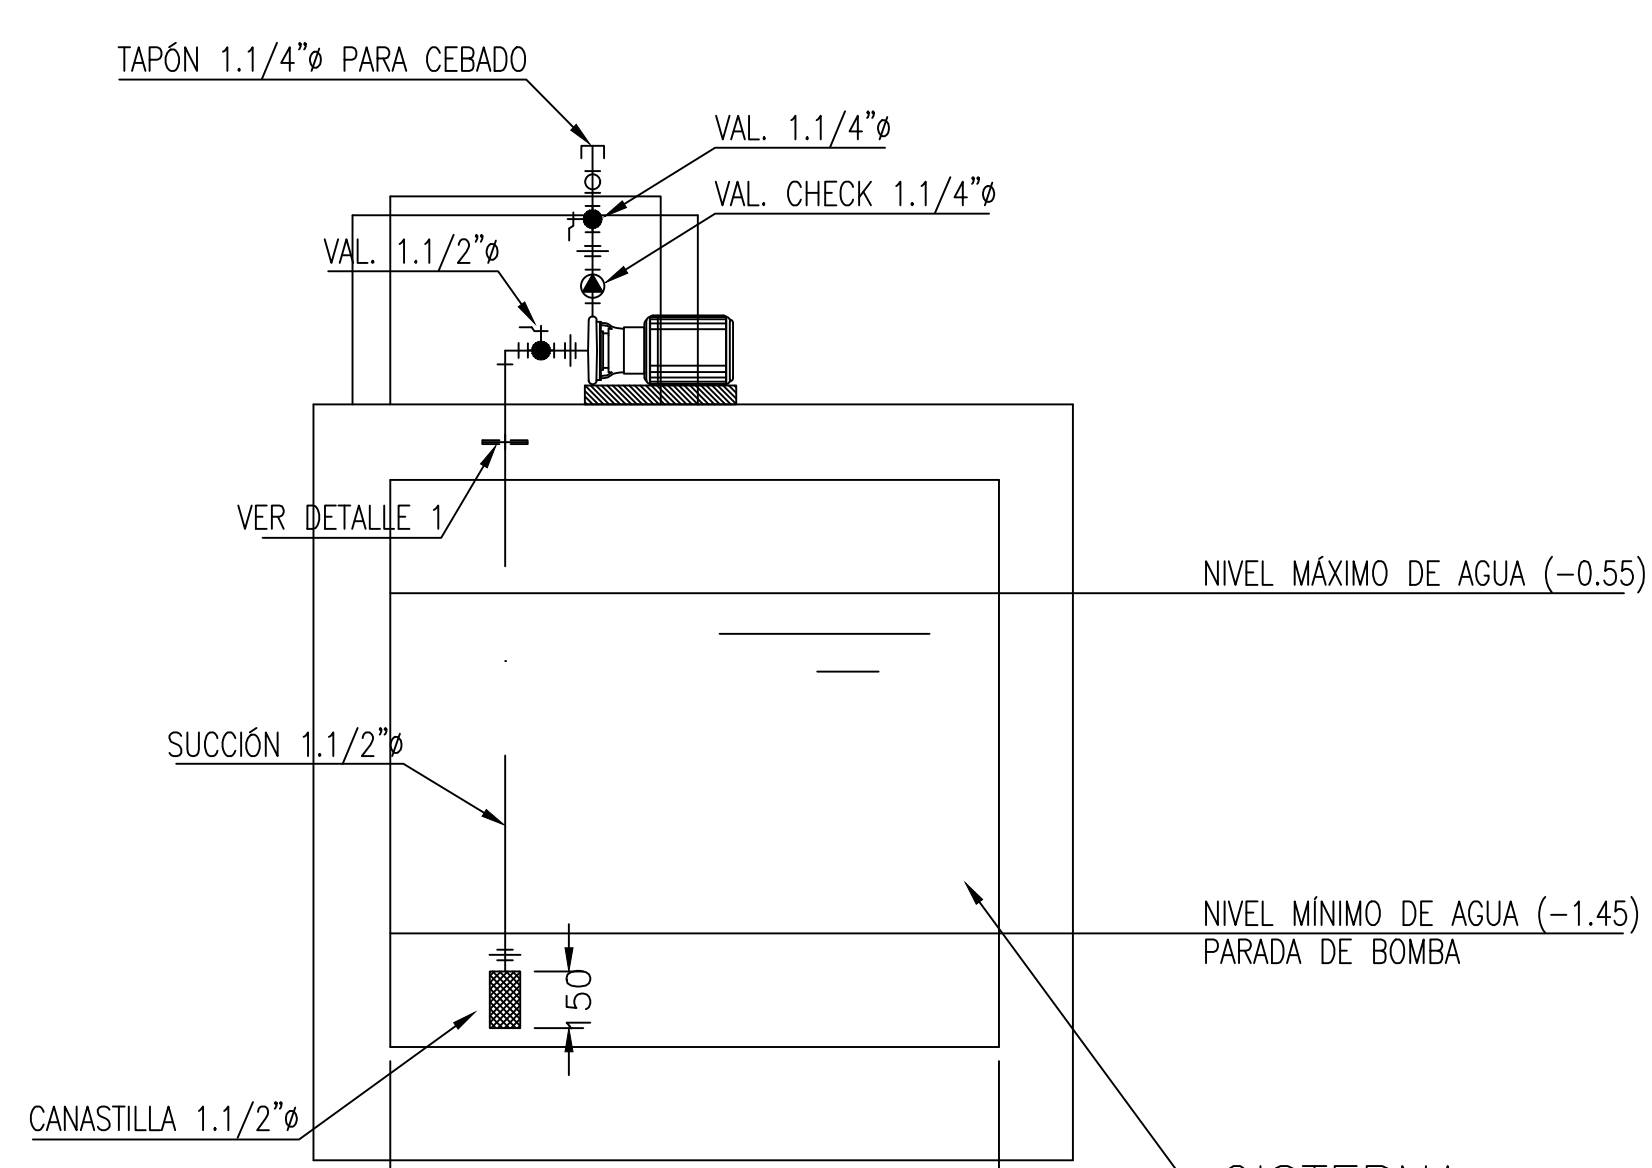 TAPÓN 1.1/4"ø PARA CEBADO
VAL. 1.1/4"ø
VAL. CHECK 1.1/4"ø
VAL. 1.1/2"ø
VER DETALLE 1
NIVEL MÁXIMO DE AGUA (-0.55)
SUCCIÓN 1.1/2"ø
NIVEL MÍNIMO DE AGUA (-1.45)
PARADA DE BOMBA
150
CANASTILLA 1.1/2"ø